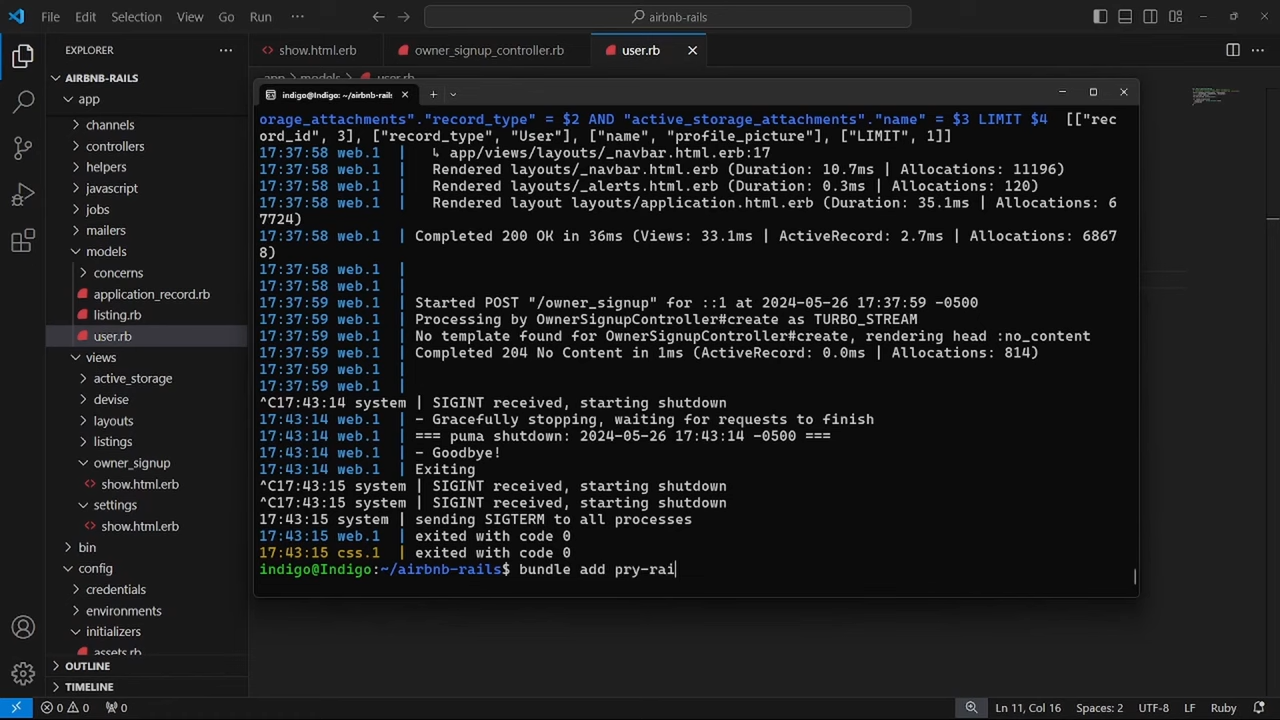 File Edit Selection View Go Run ··· airbnb-rails
EXPLORER ···
show.html.erb owner_signup_controller.rb user.rb
AIRBNB-RAILS
app
channels
controllers
helpers
javascript
jobs
mailers
models
concerns
application_record.rb
listing.rb
user.rb
views
active_storage
devise
layouts
listings
owner_signup
show.html.erb
settings
show.html.erb
bin
config
credentials
environments
initializers
assets.rb
OUTLINE
TIMELINE
app > models > user.rb
indigo@Indigo: ~/airbnb-rails
orage_attachments"."record_type" = $2 AND "active_storage_attachments"."name" = $3 LIMIT $4  [["rec
ord_id", 3], ["record_type", "User"], ["name", "profile_picture"], ["LIMIT", 1]]
17:37:58 web.1  |   ↳ app/views/layouts/_navbar.html.erb:17
17:37:58 web.1  |   Rendered layouts/_navbar.html.erb (Duration: 10.7ms | Allocations: 11196)
17:37:58 web.1  |   Rendered layouts/_alerts.html.erb (Duration: 0.3ms | Allocations: 120)
17:37:58 web.1  |   Rendered layout layouts/application.html.erb (Duration: 35.1ms | Allocations: 6
7724)
17:37:58 web.1  | Completed 200 OK in 36ms (Views: 33.1ms | ActiveRecord: 2.7ms | Allocations: 6867
8)
17:37:58 web.1  |
17:37:58 web.1  |
17:37:59 web.1  | Started POST "/owner_signup" for ::1 at 2024-05-26 17:37:59 -0500
17:37:59 web.1  | Processing by OwnerSignupController#create as TURBO_STREAM
17:37:59 web.1  | No template found for OwnerSignupController#create, rendering head :no_content
17:37:59 web.1  | Completed 204 No Content in 1ms (ActiveRecord: 0.0ms | Allocations: 814)
17:37:59 web.1  |
17:37:59 web.1  |
^C17:43:14 system | SIGINT received, starting shutdown
17:43:14 web.1  | - Gracefully stopping, waiting for requests to finish
17:43:14 web.1  | === puma shutdown: 2024-05-26 17:43:14 -0500 ===
17:43:14 web.1  | - Goodbye!
17:43:14 web.1  | Exiting
^C17:43:15 system | SIGINT received, starting shutdown
^C17:43:15 system | SIGINT received, starting shutdown
17:43:15 system | sending SIGTERM to all processes
17:43:15 web.1  | exited with code 0
17:43:15 css.1  | exited with code 0
indigo@Indigo:~/airbnb-rails$ bundle add pry-rai
0 0 0 Ln 11, Col 16 Spaces: 2 UTF-8 LF Ruby